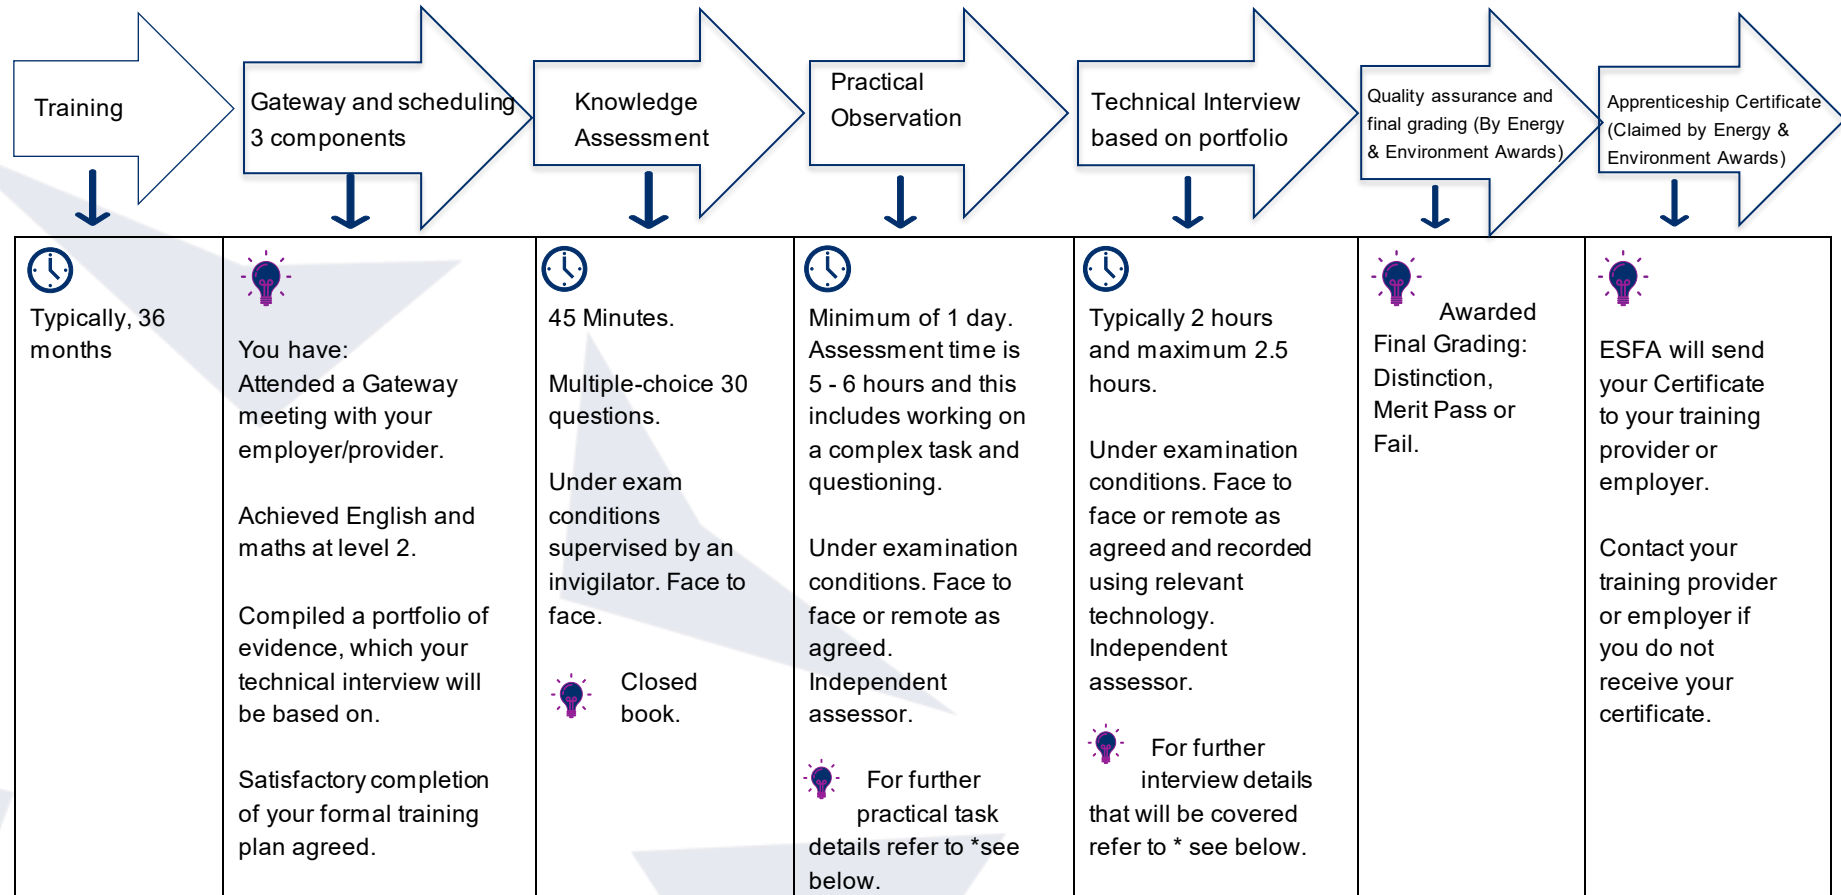 Training
Gateway and scheduling
3 components
Knowledge
Assessment
Practical
Observation
Technical Interview
based on portfolio
Quality assurance and
final grading (By Energy
& Environment Awards)
Apprenticeship Certificate
(Claimed by Energy &
Environment Awards)
Typically, 36
months
You have:
Attended a Gateway
meeting with your
employer/provider.
Achieved English and
maths at level 2.
Compiled a portfolio of
evidence, which your
technical interview will
be based on.
Satisfactory completion
of your formal training
plan agreed.
45 Minutes.
Multiple-choice 30
questions.
Under exam
conditions
supervised by an
invigilator. Face to
face.
Closed
book.
Minimum of 1 day.
Assessment time is
5 - 6 hours and this
includes working on
a complex task and
questioning.
Under examination
conditions. Face to
face or remote as
agreed.
Independent
assessor.
For further
practical task
details refer to *see
below.
Typically 2 hours
and maximum 2.5
hours.
Under examination
conditions. Face to
face or remote as
agreed and recorded
using relevant
technology.
Independent
assessor.
For further
interview details
that will be covered
refer to * see below.
Awarded
Final Grading:
Distinction,
Merit Pass or
Fail.
ESFA will send
your Certificate
to your training
provider or
employer.
Contact your
training provider
or employer if
you do not
receive your
certificate.